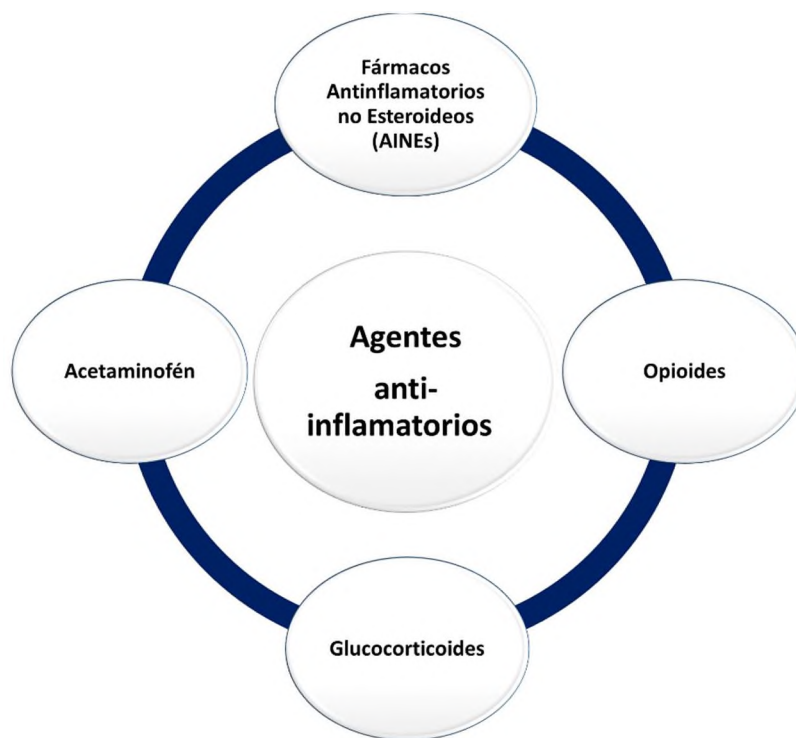 Fármacos
Antinflamatorios
no Esteroideos
(AINEs)
Acetaminofén
Agentes
anti-
inflamatorios
Opioides
Glucocorticoides